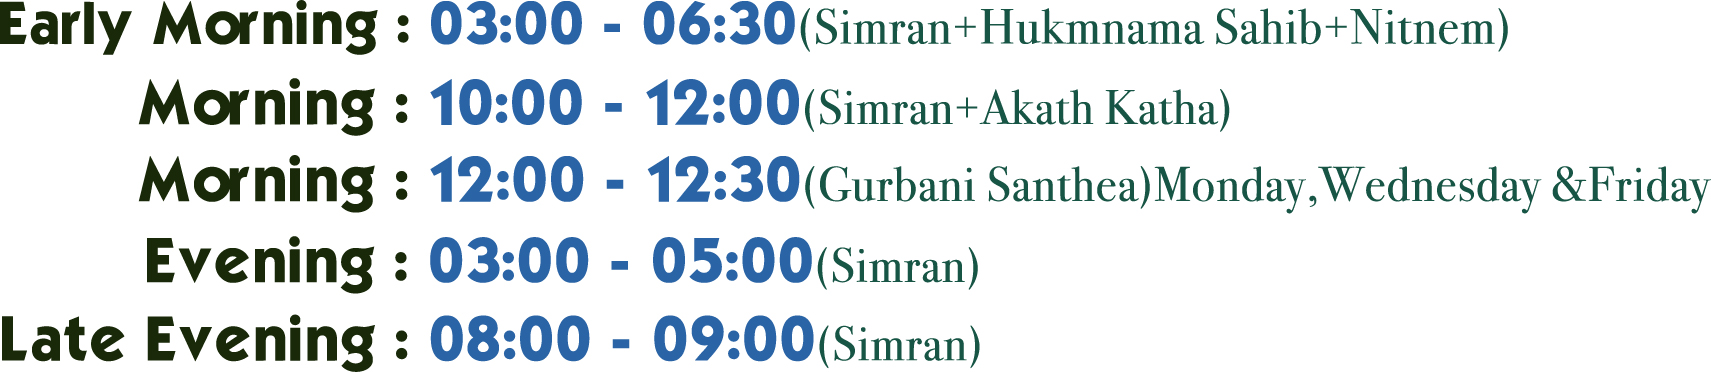 Early Morning : 03:00 - 06:30(Simran+Hukmnama Sahib+Nitnem)
Morning : 10:00 - 12:00(Simran+Akath Katha)
Morning : 12:00 - 12:30(Gurbani Santhea)Monday,Wednesday &Friday
Evening : 03:00 - 05:00(Simran)
Late Evening : 08:00 - 09:00(Simran)